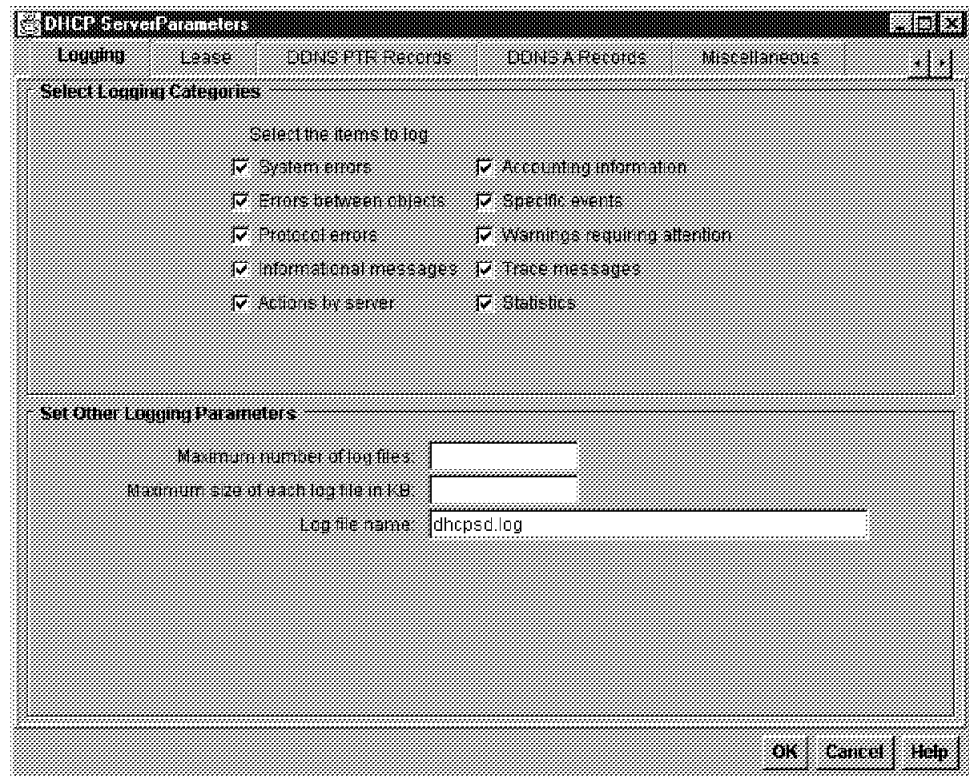 DHCP ServerParameters
Logging Lease DDNS PTR Records DDNS A Records Miscellaneous
Select Logging Categories
Select the items to log
System errors Accounting information
Errors between objects Specific events
Protocol errors Warnings requiring attention
Informational messages Trace messages
Actions by server Statistics
Set Other Logging Parameters
Maximum number of log files:
Maximum size of each log file in KB:
Log file name: dhcpsd.log
OK Cancel Help